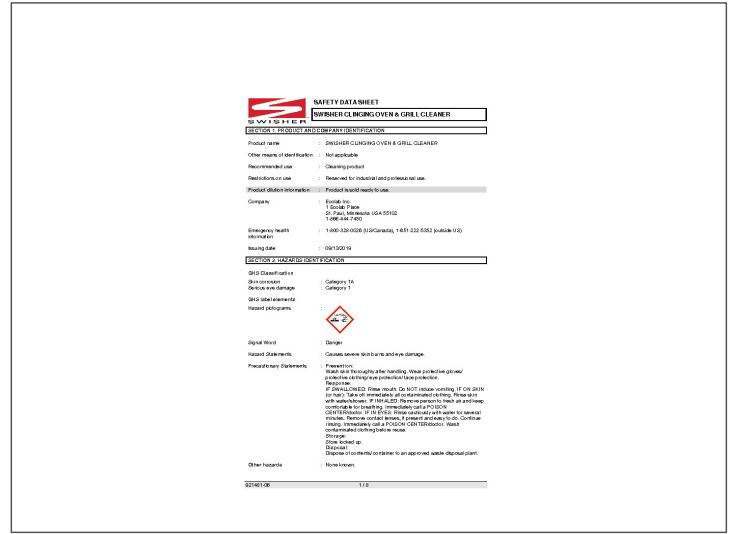 SAFETY DATA SHEET
SWISHER CLINGING OVEN & GRILL CLEANER
SWISHER
SECTION 1. PRODUCT AND COMPANY IDENTIFICATION
Product name : SWISHER CLINGING OVEN & GRILL CLEANER
Other means of identification : Not applicable
Recommended use : Cleaning product
Restrictions on use : Reserved for industrial and professional use.
Product dilution information : Product is sold ready to use.
Company : Ecolab Inc.
1 Ecolab Place
St. Paul, Minnesota USA 55102
1-866-444-7450
Emergency health information : 1-800-328-0026 (US/Canada), 1-651-222-5352 (outside US)
Issuing date : 09/13/2019
SECTION 2. HAZARDS IDENTIFICATION
GHS Classification
Skin corrosion : Category 1A
Serious eye damage : Category 1
GHS label elements
Hazard pictograms :
Signal Word : Danger
Hazard Statements : Causes severe skin burns and eye damage.
Precautionary Statements : Prevention:
Wash skin thoroughly after handling. Wear protective gloves/
protective clothing/ eye protection/ face protection.
Response:
IF SWALLOWED: Rinse mouth. Do NOT induce vomiting. IF ON SKIN
(or hair): Take off immediately all contaminated clothing. Rinse skin
with water/shower. IF INHALED: Remove person to fresh air and keep
comfortable for breathing. Immediately call a POISON
CENTER/doctor. IF IN EYES: Rinse cautiously with water for several
minutes. Remove contact lenses, if present and easy to do. Continue
rinsing. Immediately call a POISON CENTER/doctor. Wash
contaminated clothing before reuse.
Storage:
Store locked up.
Disposal:
Dispose of contents/ container to an approved waste disposal plant.
Other hazards : None known.
921481-06 1 / 8